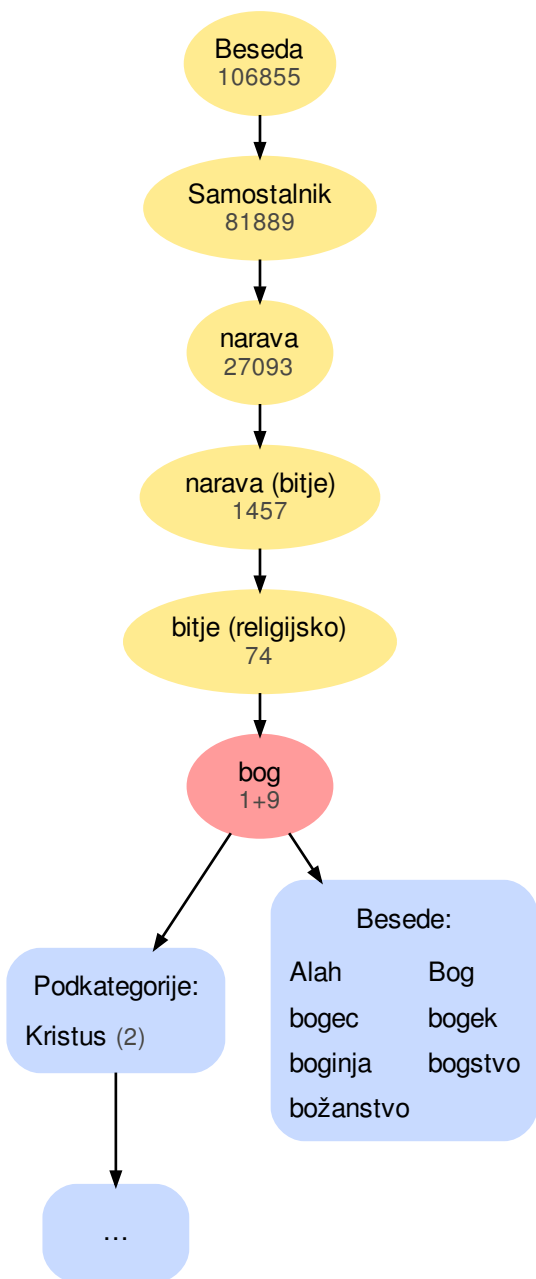 Beseda
106855
Samostalnik
81889
narava
27093
narava (bitje)
1457
bitje (religijsko)
74
bog
1+9
Podkategorije:
Kristus (2)
...
Besede:
Alah Bog
bogec bogek
boginja bogstvo
božanstvo